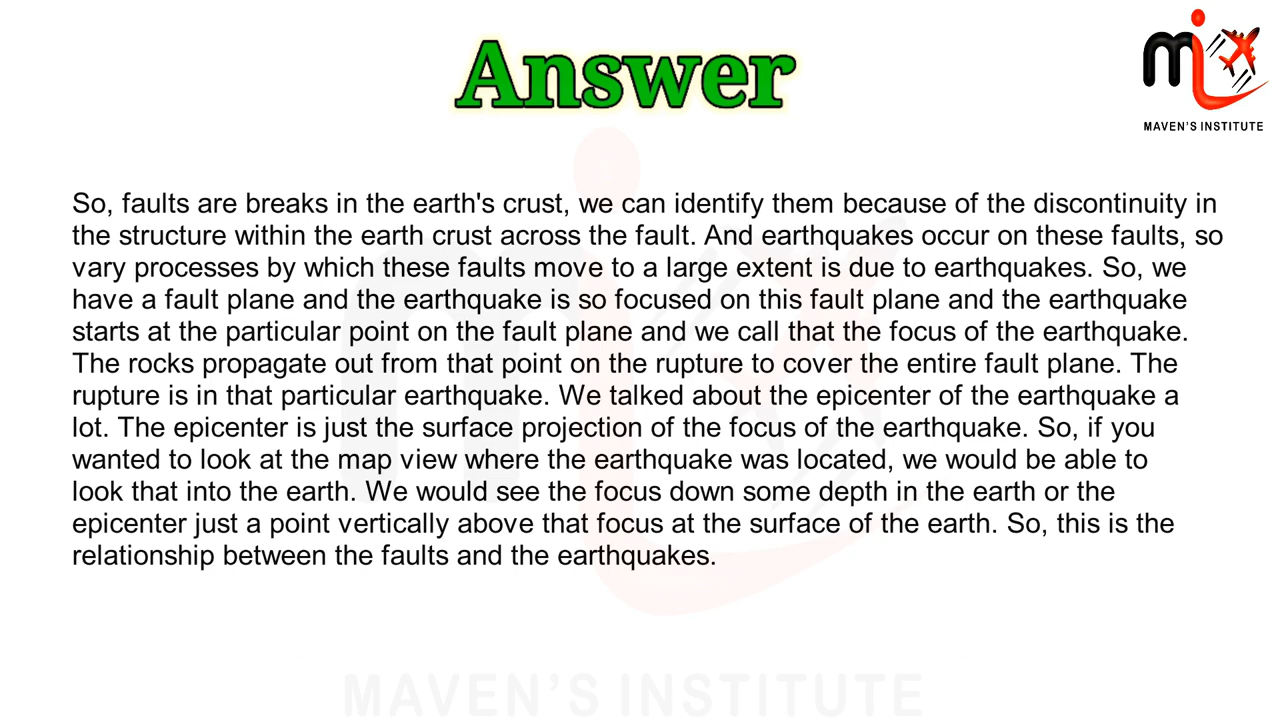 Answer
mi
MAVEN'S INSTITUTE
So, faults are breaks in the earth's crust, we can identify them because of the discontinuity in
the structure within the earth crust across the fault. And earthquakes occur on these faults, so
vary processes by which these faults move to a large extent is due to earthquakes. So, we
have a fault plane and the earthquake is so focused on this fault plane and the earthquake
starts at the particular point on the fault plane and we call that the focus of the earthquake.
The rocks propagate out from that point on the rupture to cover the entire fault plane. The
rupture is in that particular earthquake. We talked about the epicenter of the earthquake a
lot. The epicenter is just the surface projection of the focus of the earthquake. So, if you
wanted to look at the map view where the earthquake was located, we would be able to
look that into the earth. We would see the focus down some depth in the earth or the
epicenter just a point vertically above that focus at the surface of the earth. So, this is the
relationship between the faults and the earthquakes.
MAVEN'S INSTITUTE